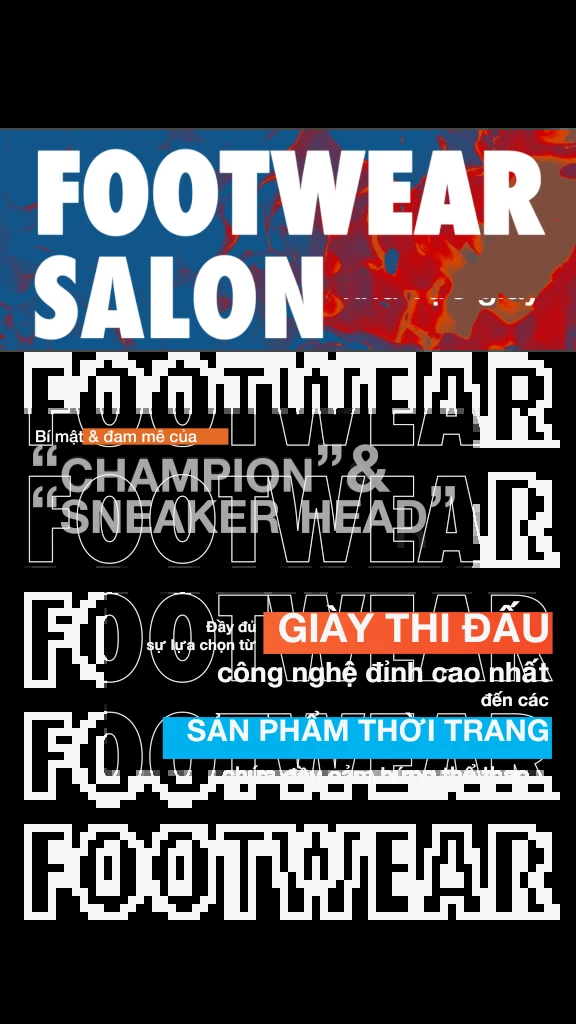 FOOTWEAR
SALON
FOOTWEAR
Bí mật & đam mê của
“CHAMPION”&
FOOTWEAR
“SNEAKER HEAD”
FOOTWEAR
Đầy đủ
sự lựa chọn từ
GIÀY THI ĐẤU
công nghệ đỉnh cao nhất
đến các
FOOTWEAR
SẢN PHẨM THỜI TRANG
FOOTWEAR